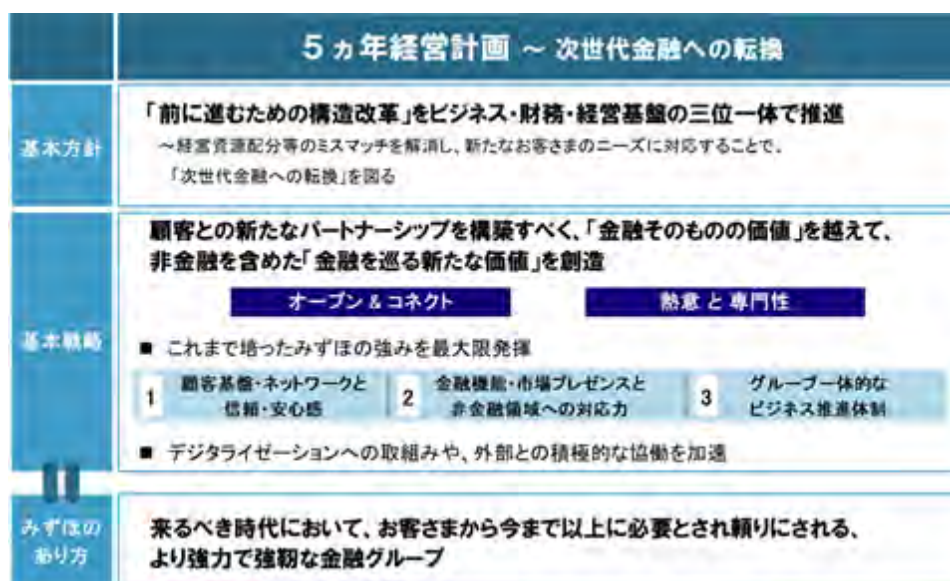 5ヵ年経営計画 ~ 次世代金融への転換
基本方針
「前に進むための構造改革」をビジネス・財務・経営基盤の三位一体で推進
~経営資源配分等のミスマッチを解消し、新たなお客さまのニーズに対応することで、
「次世代金融への転換」を図る
基本戦略
顧客との新たなパートナーシップを構築すべく、「金融そのものの価値」を越えて、
非金融を含めた「金融を巡る新たな価値」を創造
オープン & コネクト
熱意 と 専門性
■ これまで培ったみずほの強みを最大限発揮
1 顧客基盤・ネットワークと
信頼・安心感
2 金融機能・市場プレゼンスと
非金融領域への対応力
3 グループ一体的な
ビジネス推進体制
■ デジタライゼーションへの取組みや、外部との積極的な協働を加速
みずほの
あり方
来るべき時代において、お客さまから今まで以上に必要とされ頼りにされる、
より強力で強靭な金融グループ